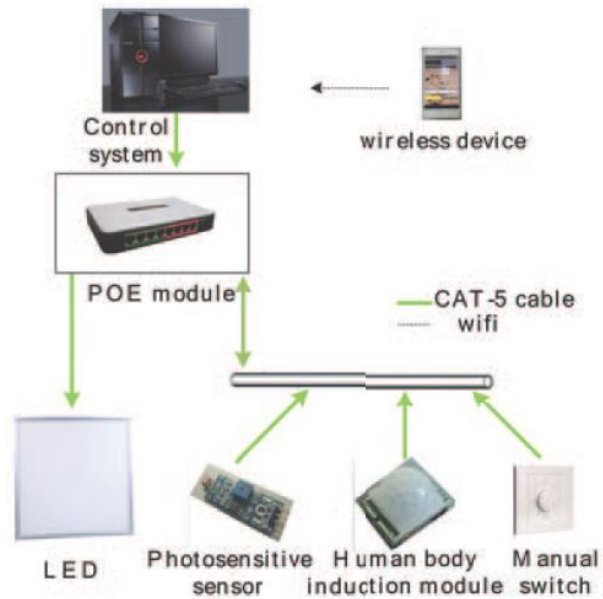 Control
system
wireless device
POE module
CAT-5 cable
wifi
LED
Photosensitive
sensor
Human body
induction module
Manual
switch